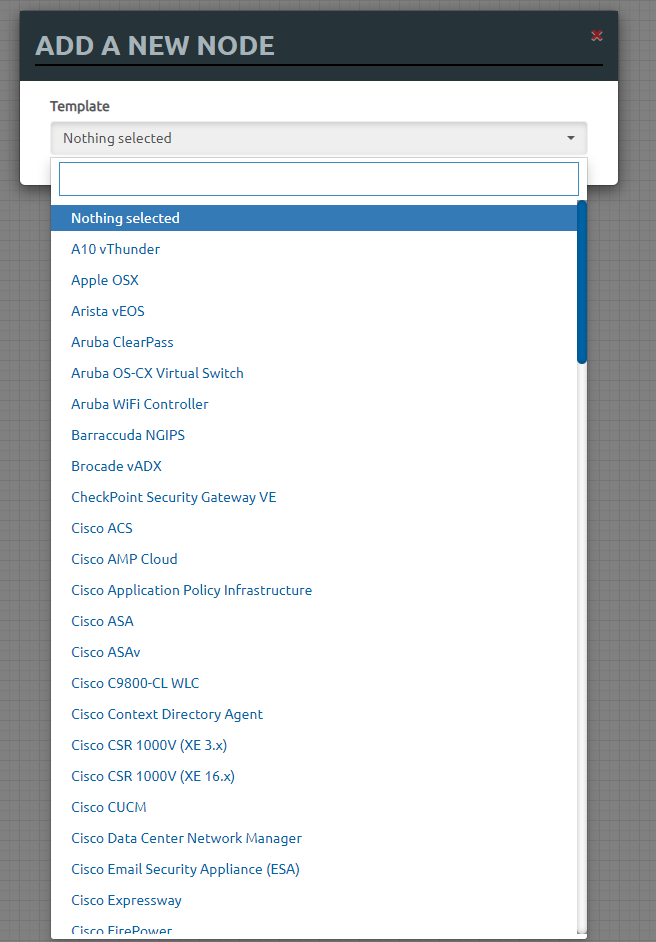 ADD A NEW NODE
Template
Nothing selected
Nothing selected
A10 vThunder
Apple OSX
Arista vEOS
Aruba ClearPass
Aruba OS-CX Virtual Switch
Aruba WiFi Controller
Barracuda NGIPS
Brocade vADX
CheckPoint Security Gateway VE
Cisco ACS
Cisco AMP Cloud
Cisco Application Policy Infrastructure
Cisco ASA
Cisco ASAv
Cisco C9800-CL WLC
Cisco Context Directory Agent
Cisco CSR 1000V (XE 3.x)
Cisco CSR 1000V (XE 16.x)
Cisco CUCM
Cisco Data Center Network Manager
Cisco Email Security Appliance (ESA)
Cisco Expressway
Cisco FirePower